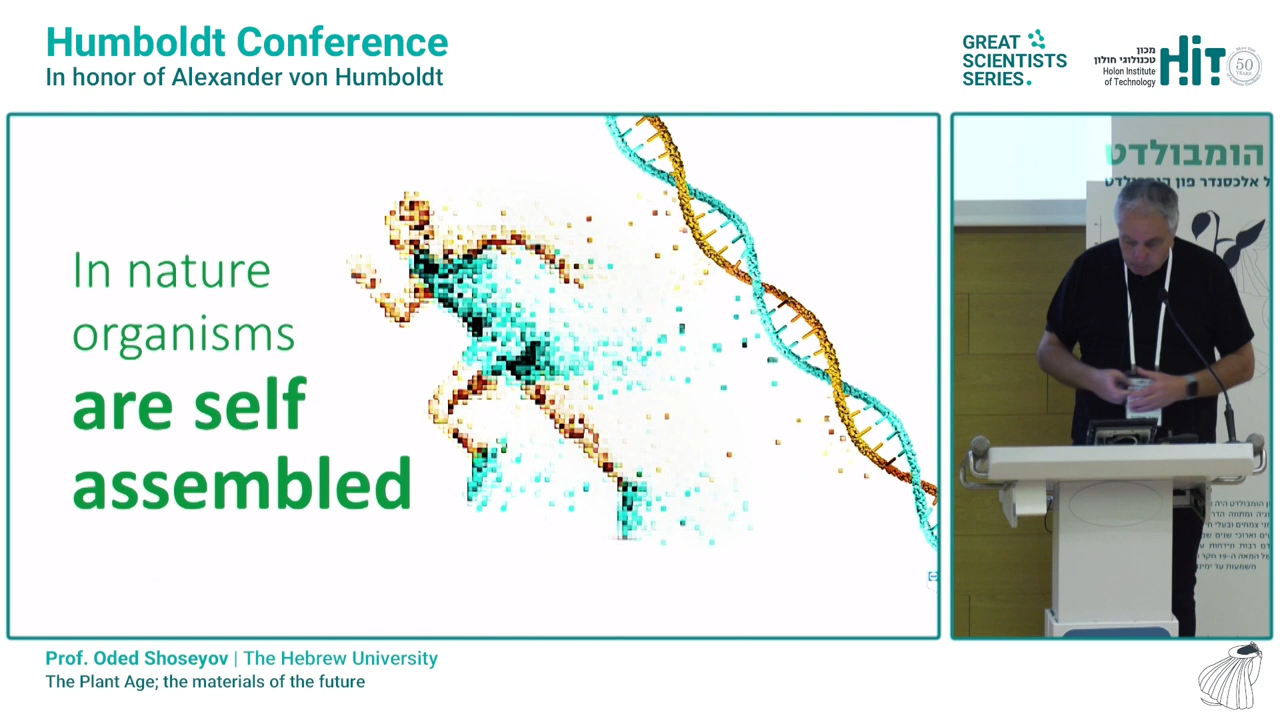 Humboldt Conference
In honor of Alexander von Humboldt
GREAT
SCIENTISTS
SERIES.
מכון
טכנולוגי חולון
Holon Institute
of Technology
HiT
50
YEARS
In nature
organisms
are self
assembled
הומבולדט
ל אלכסנדר פון
Prof. Oded Shoseyov | The Hebrew University
The Plant Age; the materials of the future